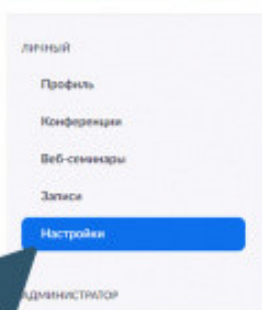 ЛИЧНЫЙ
Профиль
Конференции
Веб-семинары
Записи
Настройки
АДМИНИСТРАТОР